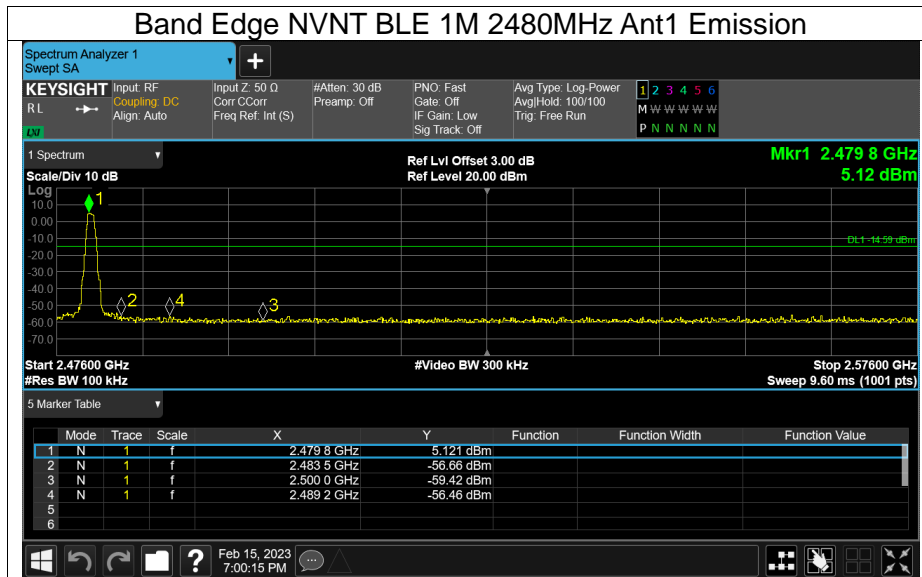 Band Edge NVNT BLE 1M 2480MHz Ant1 Emission
Spectrum Analyzer 1
Swept SA
+
KEYSIGHT Input: RF Input Z: 50 Ω #Atten: 30 dB PNO: Fast Avg Type: Log-Power 1 2 3 4 5 6
R L Coupling: DC Corr CCorr Preamp: Off Gate: Off Avg|Hold: 100/100 M W W W W W
Align: Auto Freq Ref: Int (S) IF Gain: Low Trig: Free Run
LXI Sig Track: Off P N N N N N
1 Spectrum Ref Lvl Offset 3.00 dB Mkr1 2.479 8 GHz
Scale/Div 10 dB Ref Level 20.00 dBm 5.12 dBm
Log
10.0 1
0.00
-10.0 DL1 -14.59 dBm
-20.0
-30.0
-40.0
-50.0 2 4 3
-60.0
-70.0
Start 2.47600 GHz #Video BW 300 kHz Stop 2.57600 GHz
#Res BW 100 kHz Sweep 9.60 ms (1001 pts)
5 Marker Table
Mode Trace Scale X Y Function Function Width Function Value
1 N 1 f 2.479 8 GHz 5.121 dBm
2 N 1 f 2.483 5 GHz -56.66 dBm
3 N 1 f 2.500 0 GHz -59.42 dBm
4 N 1 f 2.489 2 GHz -56.46 dBm
5
6
? Feb 15, 2023
7:00:15 PM